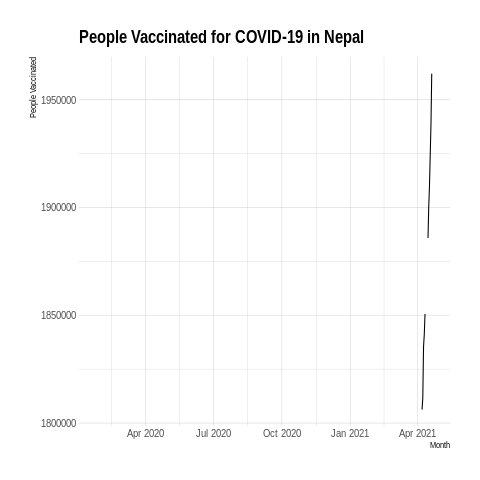 People Vaccinated for COVID-19 in Nepal
People Vaccinated
1950000
1900000
1850000
1800000
Apr 2020 Jul 2020 Oct 2020 Jan 2021 Apr 2021
Month